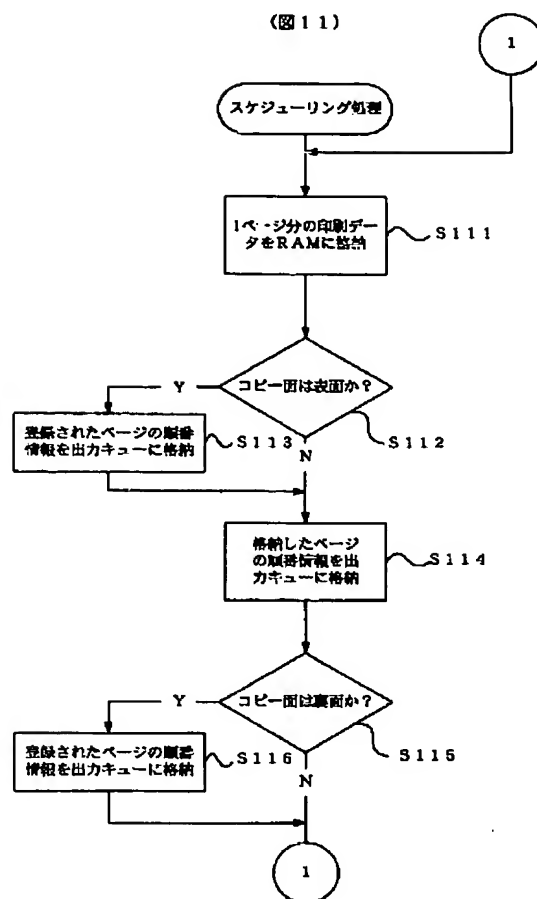 (図11)
1
スケジューリング処理
1ページ分の印刷デー
タをRAMに格納
S111
コピー面は表面か?
Y
S112
N
登録されたページの順番
情報を出力キューに格納
S113
格納したページ
の順番情報を出
力キューに格納
S114
コピー面は裏面か?
Y
S115
N
登録されたページの順番
情報を出力キューに格納
S116
1